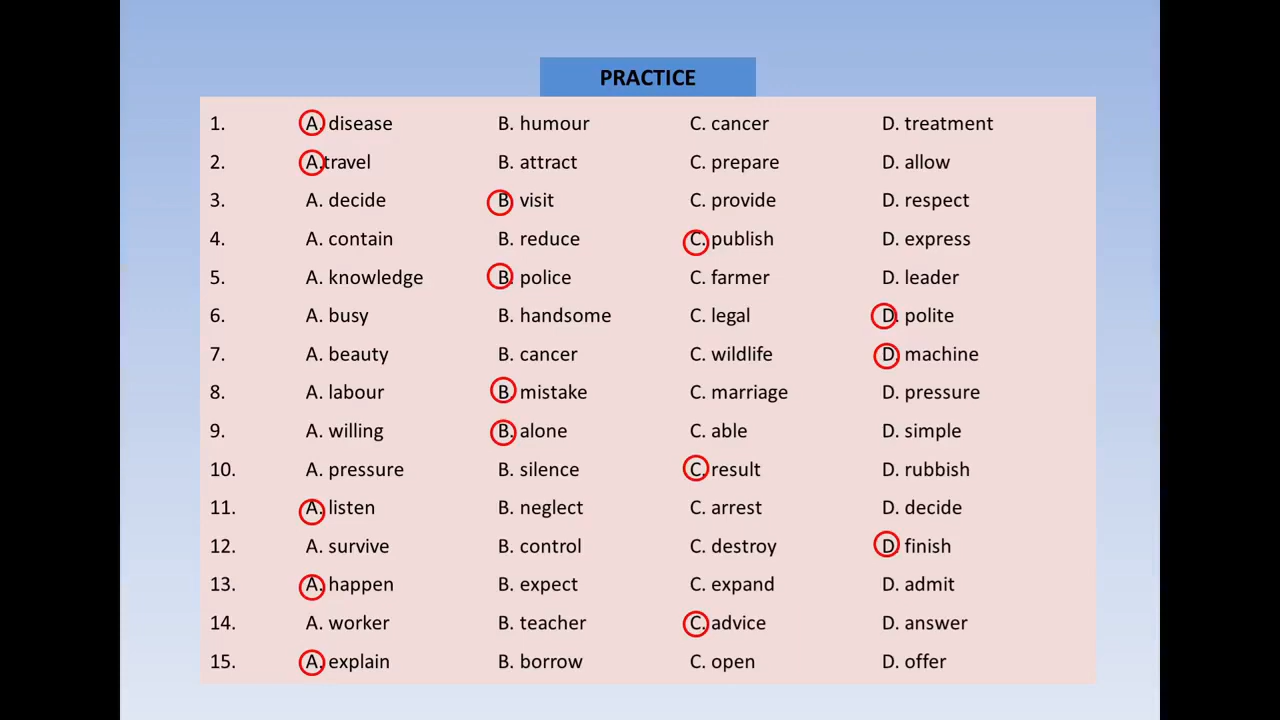 PRACTICE
1. A. disease B. humour C. cancer D. treatment
2. A.travel B. attract C. prepare D. allow
3. A. decide B. visit C. provide D. respect
4. A. contain B. reduce C. publish D. express
5. A. knowledge B. police C. farmer D. leader
6. A. busy B. handsome C. legal D. polite
7. A. beauty B. cancer C. wildlife D. machine
8. A. labour B. mistake C. marriage D. pressure
9. A. willing B. alone C. able D. simple
10. A. pressure B. silence C. result D. rubbish
11. A. listen B. neglect C. arrest D. decide
12. A. survive B. control C. destroy D. finish
13. A. happen B. expect C. expand D. admit
14. A. worker B. teacher C. advice D. answer
15. A. explain B. borrow C. open D. offer